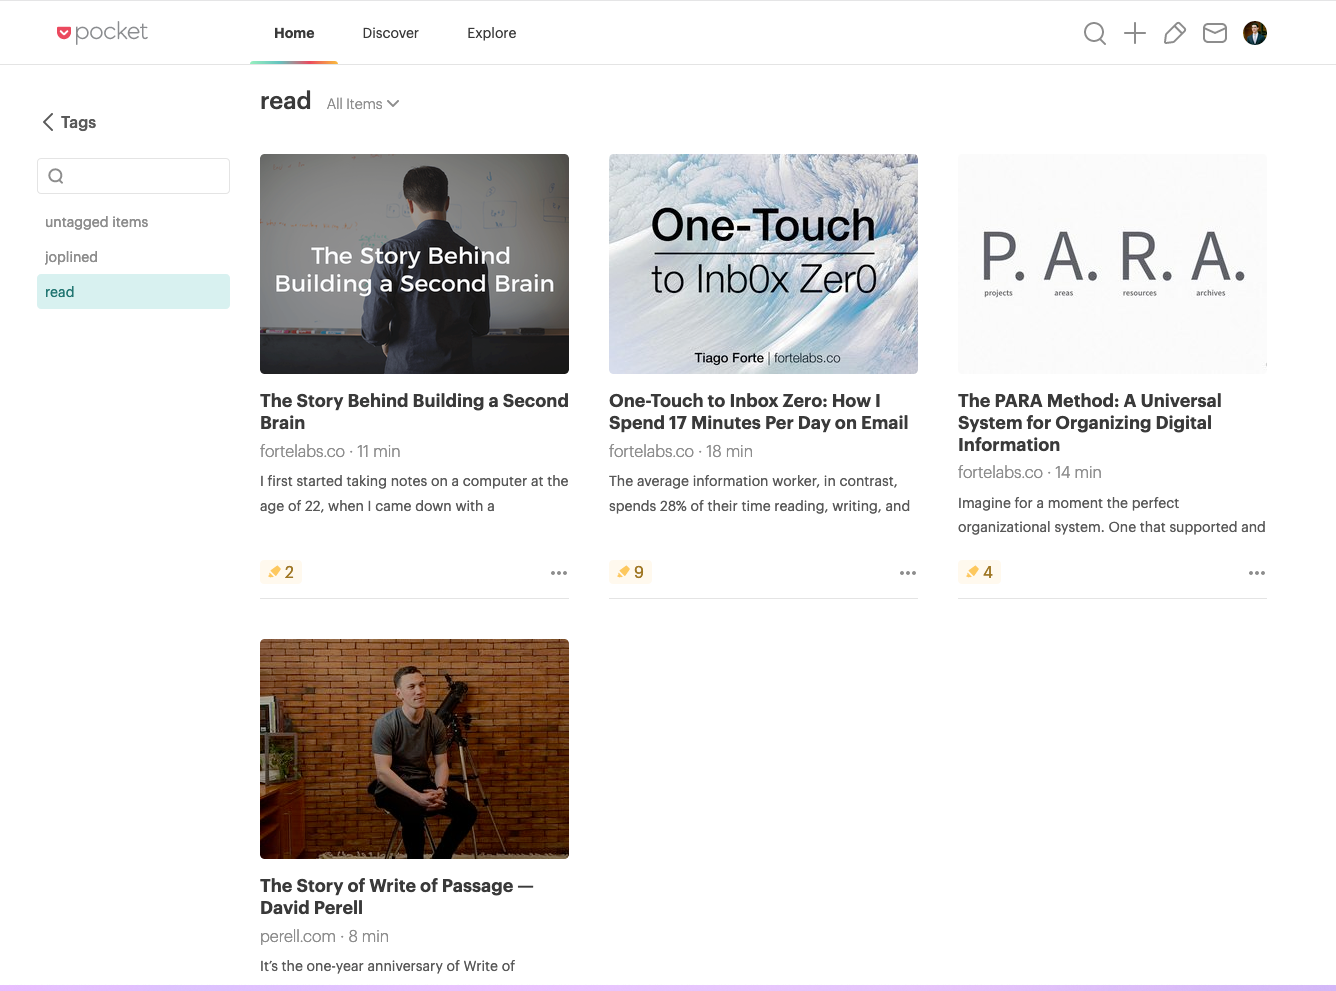 pocket
Home
Discover
Explore
Tags
untagged items
joplined
read
read
All Items
The Story Behind
Building a Second Brain
The Story Behind Building a Second
Brain
fortelabs.co · 11 min
I first started taking notes on a computer at the
age of 22, when I came down with a
2
One-Touch
to Inb0x Zer0
Tiago Forte | fortelabs.co
One-Touch to Inbox Zero: How I
Spend 17 Minutes Per Day on Email
fortelabs.co · 18 min
The average information worker, in contrast,
spends 28% of their time reading, writing, and
9
P. A. R. A.
projects areas resources archives
The PARA Method: A Universal
System for Organizing Digital
Information
fortelabs.co · 14 min
Imagine for a moment the perfect
organizational system. One that supported and
4
The Story of Write of Passage —
David Perell
perell.com · 8 min
It's the one-year anniversary of Write of